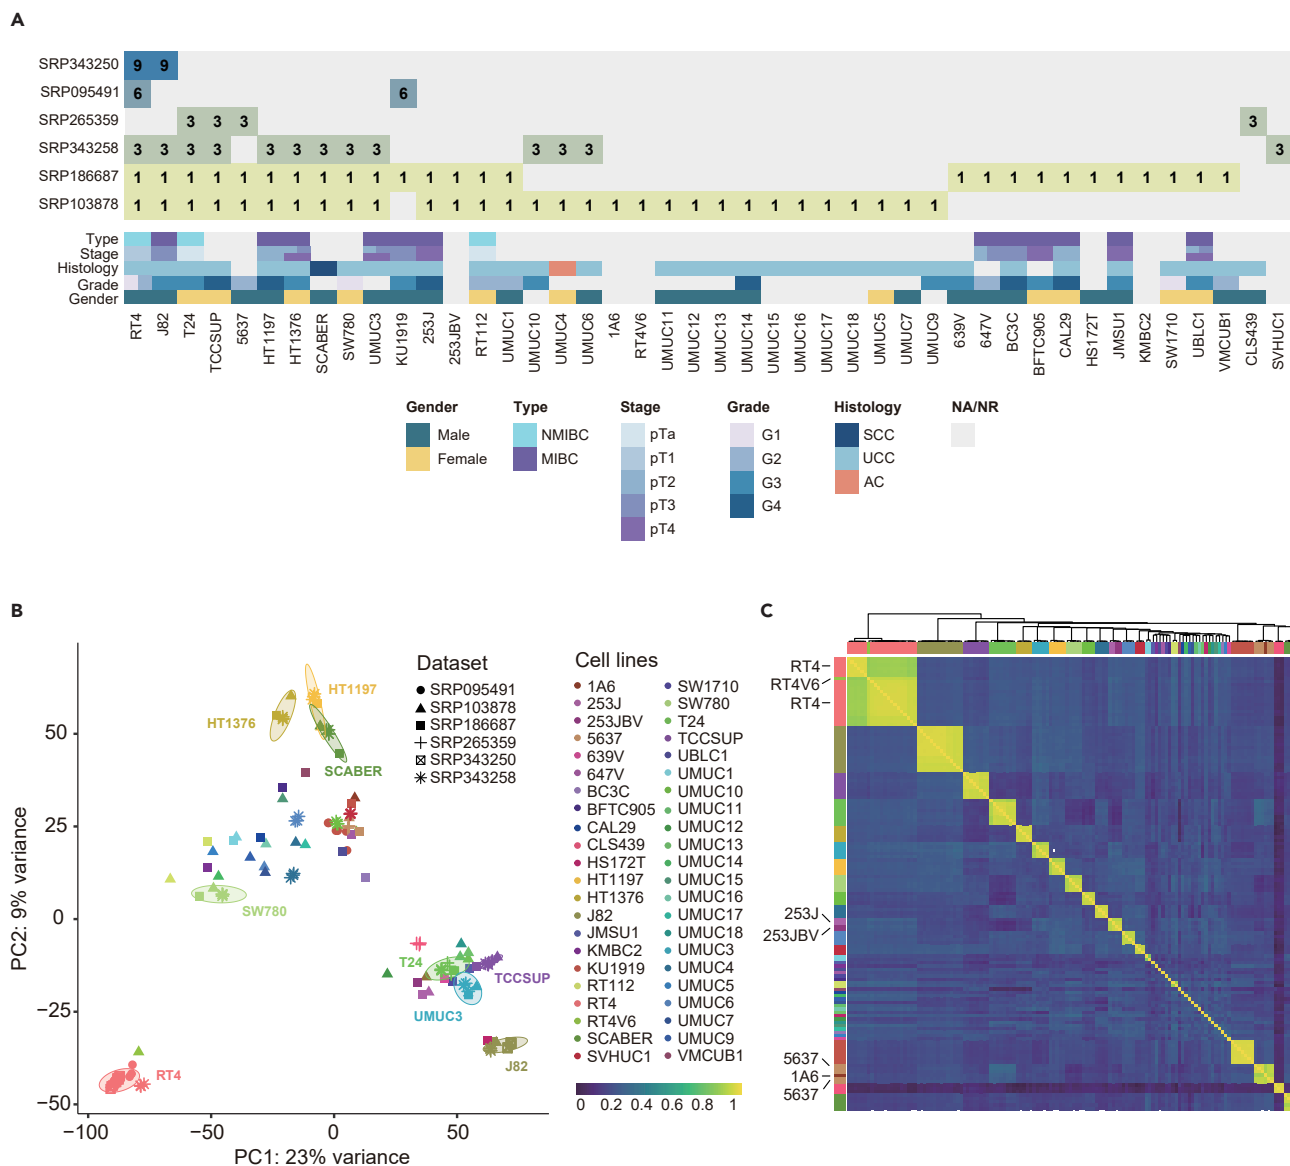 A
SRP343250 9 9
SRP095491 6 6
SRP265359 3 3 3 3
SRP343258 3 3 3 3 3 3 3 3 3 3 3 3 3
SRP186687 1 1 1 1 1 1 1 1 1 1 1 1 1 1 1 1 1 1 1 1 1 1 1 1 1 1
SRP103878 1 1 1 1 1 1 1 1 1 1 1 1 1 1 1 1 1 1 1 1 1 1 1 1 1 1 1 1 1 1
Type
Stage
Histology
Grade
Gender
RT4 J82 T24 TCCSUP 5637 HT1197 HT1376 SCABER SW780 UMUC3 KU1919 253J 253JBV RT112 UMUC1 UMUC10 UMUC4 UMUC6 1A6 RT4V6 UMUC11 UMUC12 UMUC13 UMUC14 UMUC15 UMUC16 UMUC17 UMUC18 UMUC5 UMUC7 UMUC9 639V 647V BC3C BFTC905 CAL29 HS172T JMSU1 KMBC2 SW1710 UBLC1 VMCUB1 CLS439 SVHUC1
Gender Type Stage Grade Histology NA/NR
Male NMIBC pTa G1 SCC
Female MIBC pT1 G2 UCC
pT2 G3 AC
pT3 G4
pT4
B
PC2: 9% variance
50
25
0
−25
−50
−100 −50 0 50
PC1: 23% variance
HT1197
HT1376
SCABER
SW780
T24
TCCSUP
UMUC3
J82
RT4
Dataset
SRP095491
SRP103878
SRP186687
SRP265359
SRP343250
SRP343258
Cell lines
1A6 SW1710
253J SW780
253JBV T24
5637 TCCSUP
639V UBLC1
647V UMUC1
BC3C UMUC10
BFTC905 UMUC11
CAL29 UMUC12
CLS439 UMUC13
HS172T UMUC14
HT1197 UMUC15
HT1376 UMUC16
J82 UMUC17
JMSU1 UMUC18
KMBC2 UMUC3
KU1919 UMUC4
RT112 UMUC5
RT4 UMUC6
RT4V6 UMUC7
SCABER UMUC9
SVHUC1 VMCUB1
0 0.2 0.4 0.6 0.8 1
C
RT4
RT4V6
RT4
253J
253JBV
5637
1A6
5637